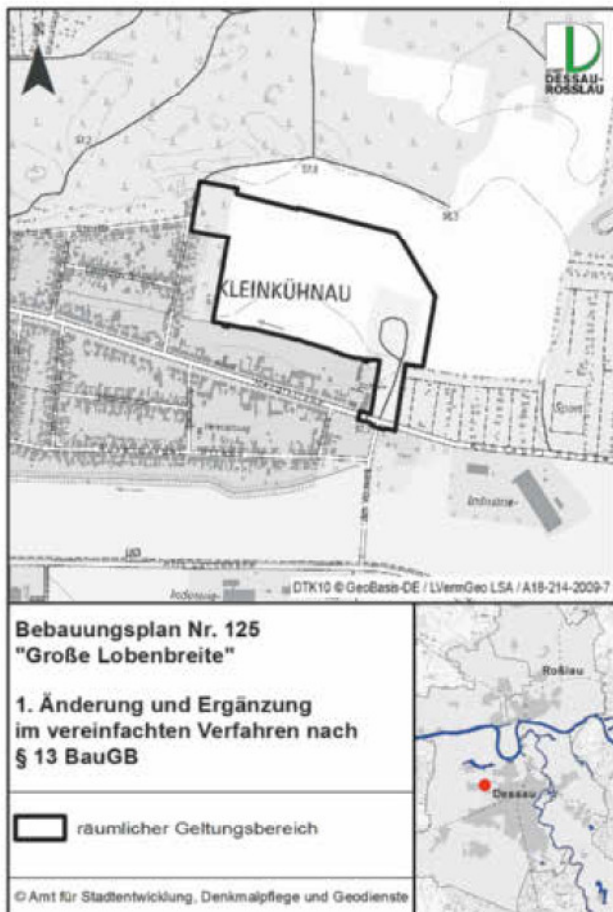 DESSAU-
ROSSLAU
KLEINKÜHNAU
Sport
Industrie-
Industrie-
DTK10 © GeoBasis-DE / LVermGeo LSA / A18-214-2009-7
Bebauungsplan Nr. 125
"Große Lobenbreite"
1. Änderung und Ergänzung
im vereinfachten Verfahren nach
§ 13 BauGB
räumlicher Geltungsbereich
© Amt für Stadtentwicklung, Denkmalpflege und Geodienste
Roßlau
Dessau